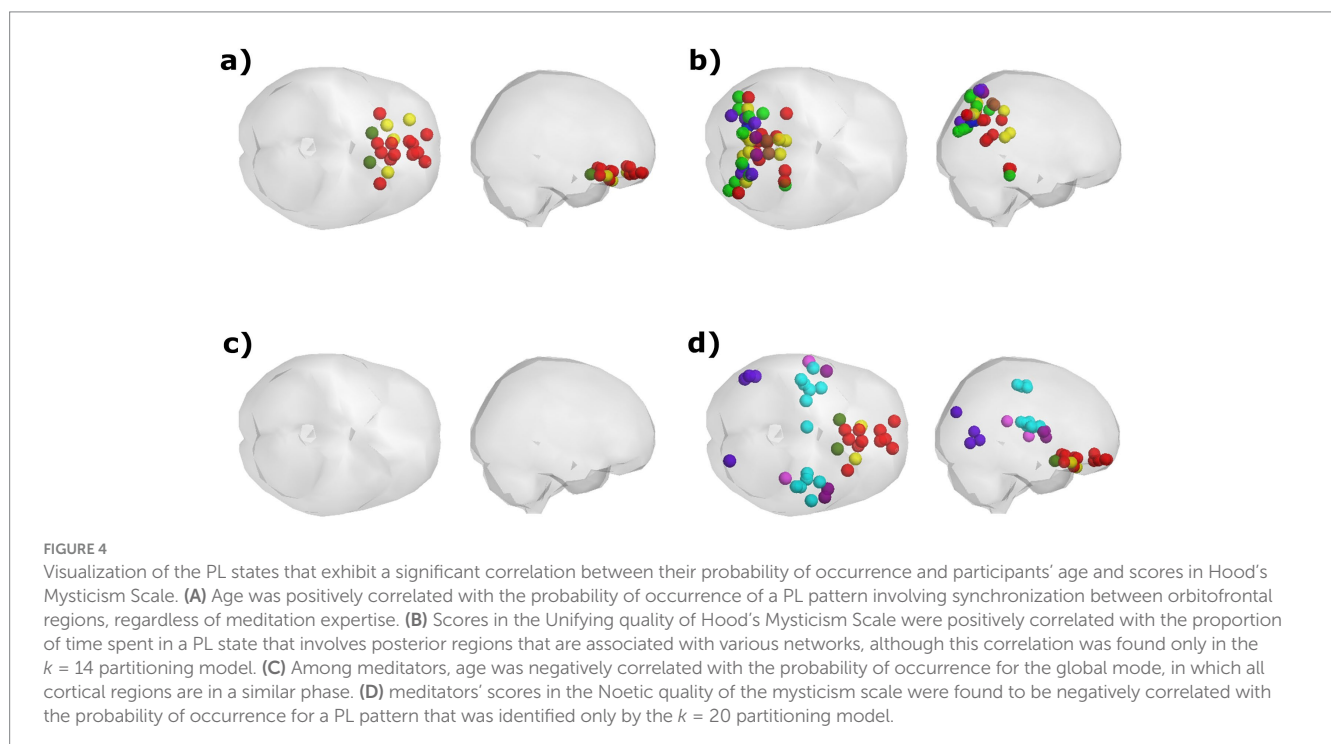 a)
b)
c)
d)
FIGURE 4
Visualization of the PL states that exhibit a significant correlation between their probability of occurrence and participants’ age and scores in Hood’s
Mysticism Scale. (A) Age was positively correlated with the probability of occurrence of a PL pattern involving synchronization between orbitofrontal
regions, regardless of meditation expertise. (B) Scores in the Unifying quality of Hood’s Mysticism Scale were positively correlated with the proportion
of time spent in a PL state that involves posterior regions that are associated with various networks, although this correlation was found only in the
k = 14 partitioning model. (C) Among meditators, age was negatively correlated with the probability of occurrence for the global mode, in which all
cortical regions are in a similar phase. (D) meditators’ scores in the Noetic quality of the mysticism scale were found to be negatively correlated with
the probability of occurrence for a PL pattern that was identified only by the k = 20 partitioning model.